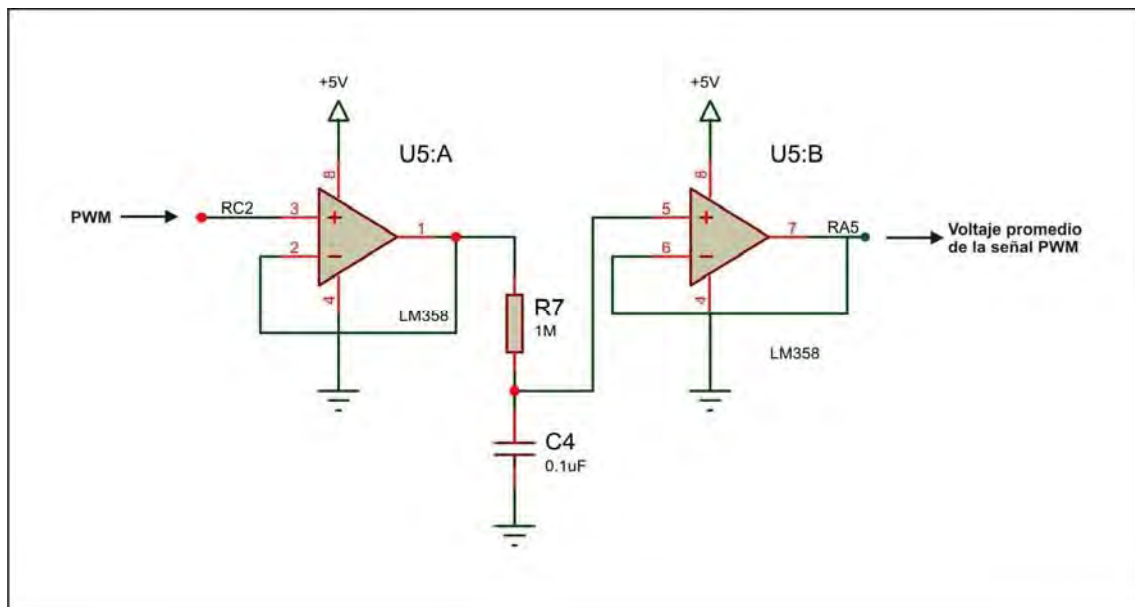 +5V
+5V
U5:A
U5:B
8
8
PWM
RC2
3
1
2
4
LM358
5
7
6
4
RA5
Voltaje promedio
de la señal PWM
LM358
R7
1M
C4
0.1uF